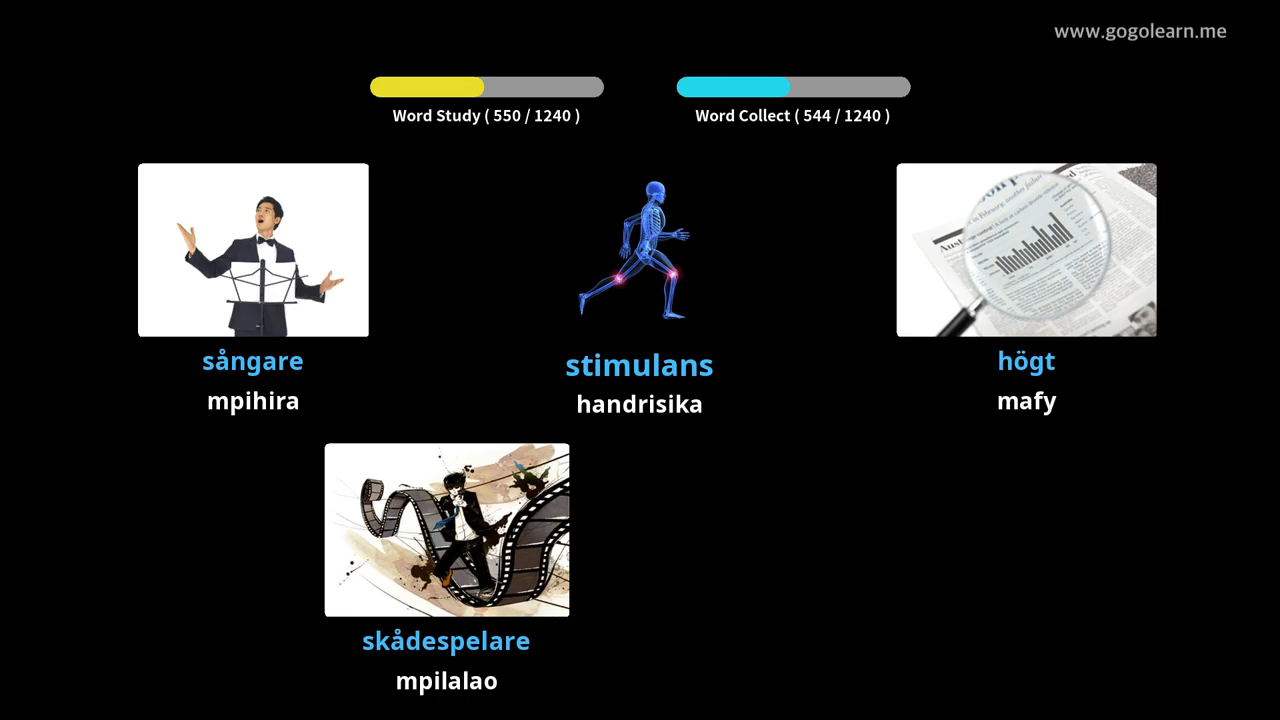 www.gogolearn.me
Word Study ( 550 / 1240 )
Word Collect ( 544 / 1240 )
sångare
mpihira
stimulans
handrisika
högt
mafy
skådespelare
mpilalao